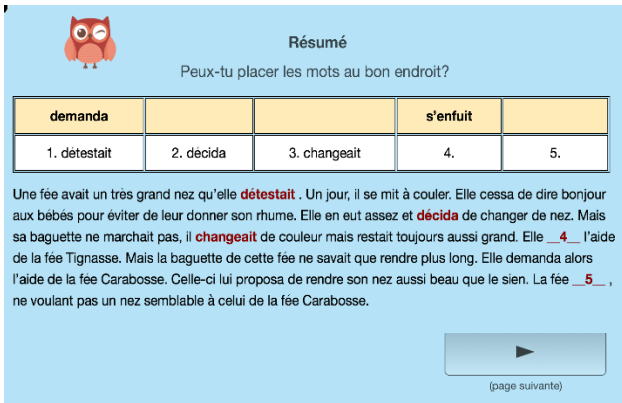 Résumé
Peux-tu placer les mots au bon endroit?
demanda s'enfuit
1. détestait 2. décida 3. changeait 4. 5.
Une fée avait un très grand nez qu'elle détestait . Un jour, il se mit à couler. Elle cessa de dire bonjour
aux bébés pour éviter de leur donner son rhume. Elle en eut assez et décida de changer de nez. Mais
sa baguette ne marchait pas, il changeait de couleur mais restait toujours aussi grand. Elle __4__ l'aide
de la fée Tignasse. Mais la baguette de cette fée ne savait que rendre plus long. Elle demanda alors
l'aide de la fée Carabosse. Celle-ci lui proposa de rendre son nez aussi beau que le sien. La fée __5__ ,
ne voulant pas un nez semblable à celui de la fée Carabosse.
(page suivante)